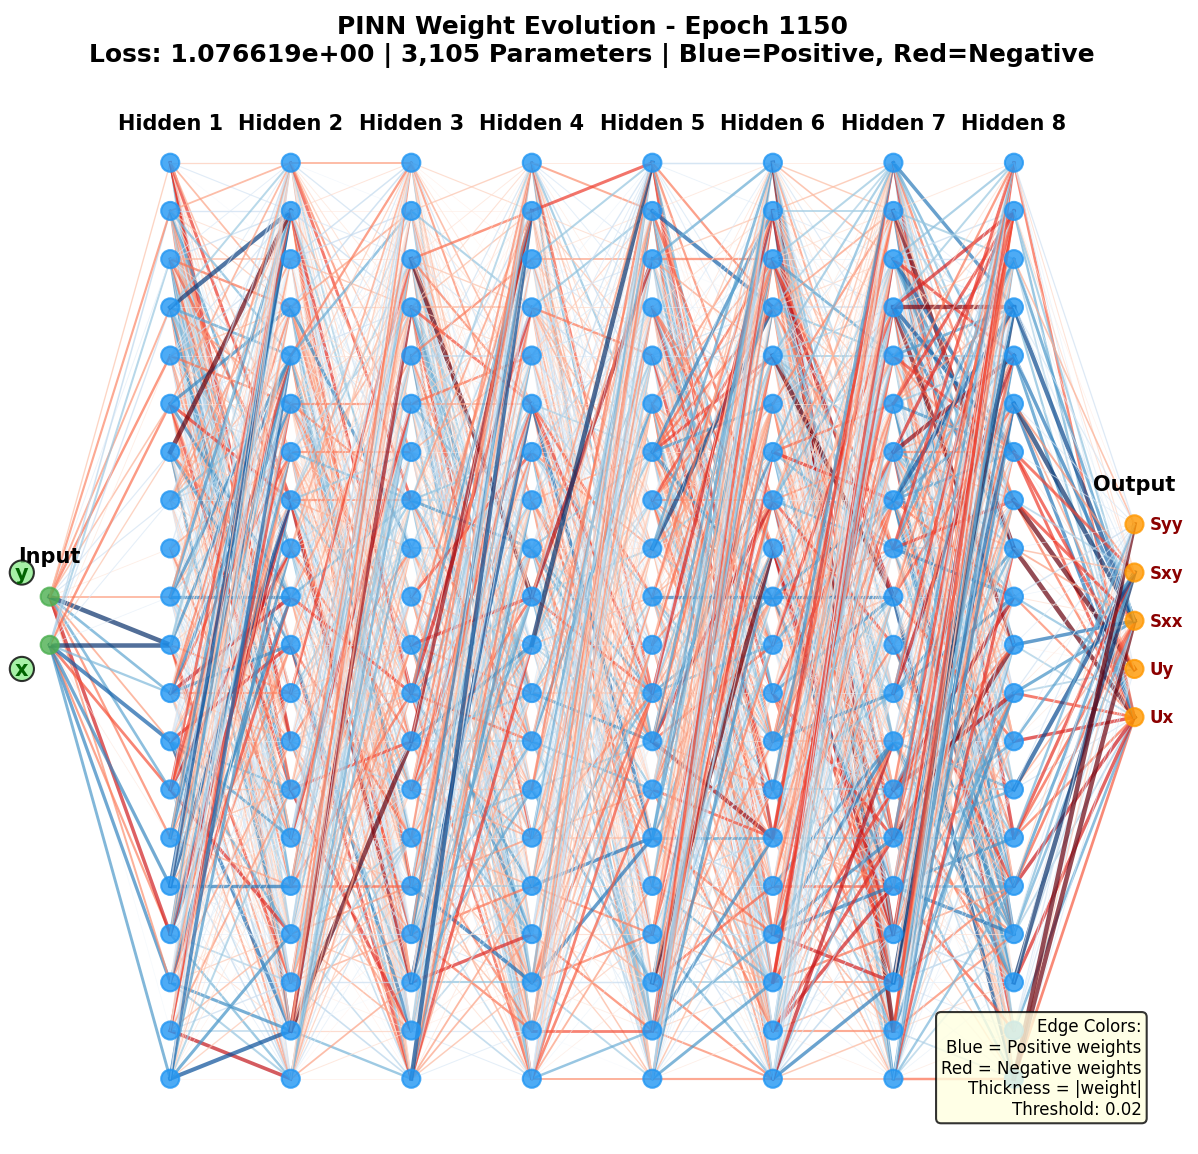 PINN Weight Evolution - Epoch 1150
Loss: 1.076619e+00 | 3,105 Parameters | Blue=Positive, Red=Negative
Hidden 1 Hidden 2 Hidden 3 Hidden 4 Hidden 5 Hidden 6 Hidden 7 Hidden 8
Output
Syy
Input
y
Sxy
Sxx
x
Uy
Ux
Edge Colors:
Blue = Positive weights
Red = Negative weights
Thickness = |weight|
Threshold: 0.02